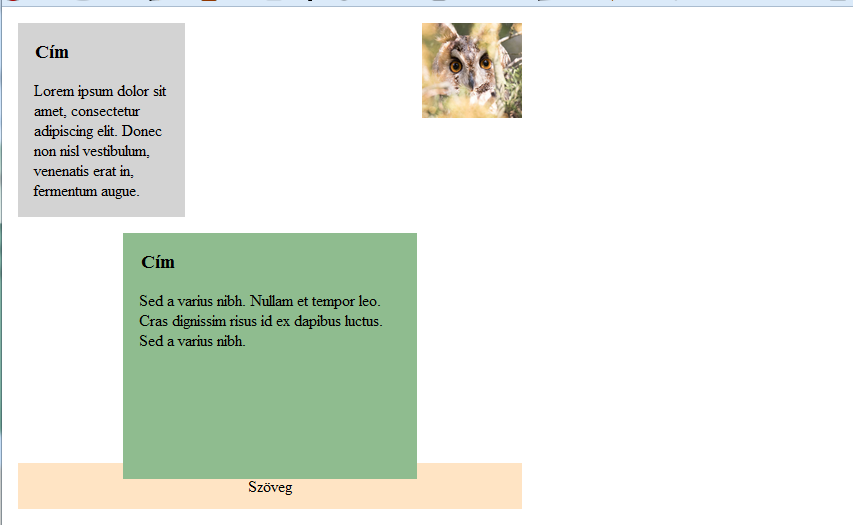 Cím
Lorem ipsum dolor sit
amet, consectetur
adipiscing elit. Donec
non nisl vestibulum,
venenatis erat in,
fermentum augue.
Cím
Sed a varius nibh. Nullam et tempor leo.
Cras dignissim risus id ex dapibus luctus.
Sed a varius nibh.
Szöveg